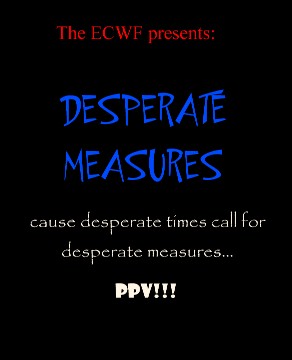 The ECWF presents:
DESPERATE
MEASURES
cause desperate times call for
desperate measures...
PPV!!!